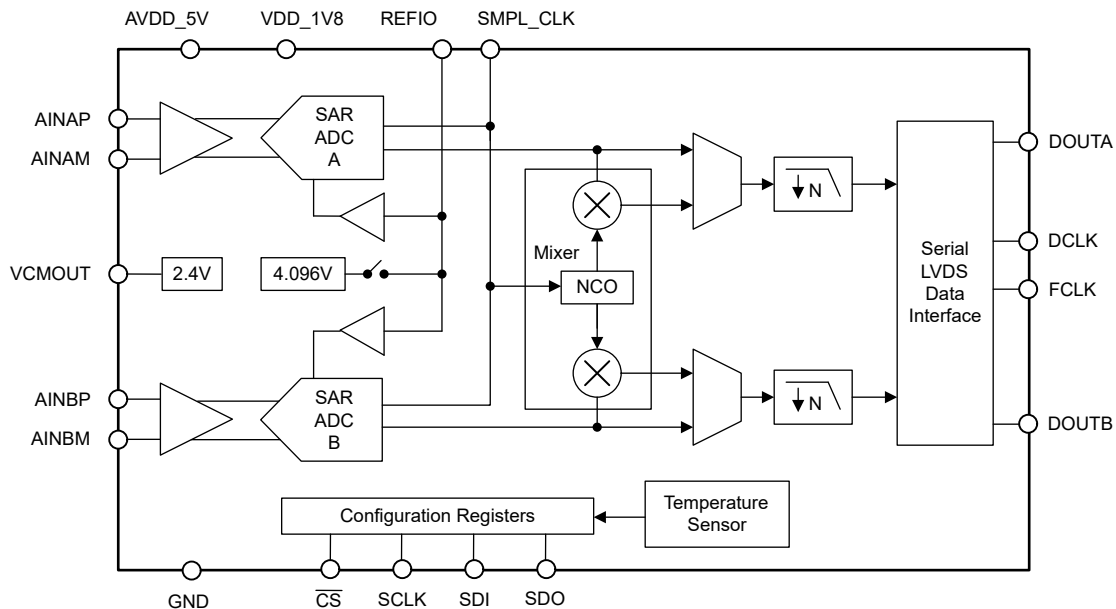 AVDD_5V
VDD_1V8
REFIO
SMPL_CLK
AINAP
AINAM
SAR
ADC
A
DOUTA
N
Mixer
VCMOUT
2.4V
4.096V
NCO
DCLK
FCLK
Serial
LVDS
Data
Interface
AINBP
AINBM
SAR
ADC
B
N
DOUTB
Configuration Registers
Temperature
Sensor
GND
CS
SCLK
SDI
SDO